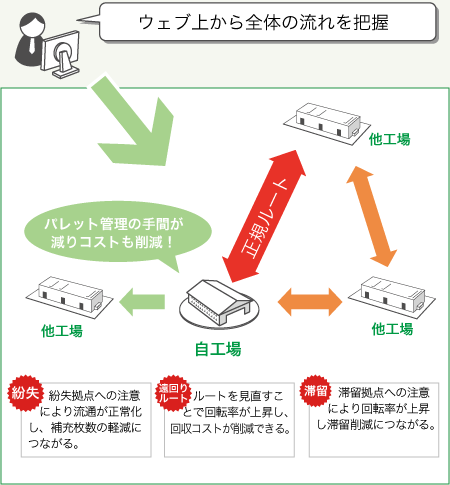 ウェブ上から全体の流れを把握
他工場
正規ルート
パレット管理の手間が
減りコストも削減！
他工場
自工場
他工場
紛失
紛失拠点への注意
により流通が正常化
し、補充枚数の軽減に
つながる。
遠回り
ルート
ルートを見直すこ
とで回転率が上昇し、
回収コストが削減できる。
滞留
滞留拠点への注意
により回転率が上昇
し滞留削減につながる。